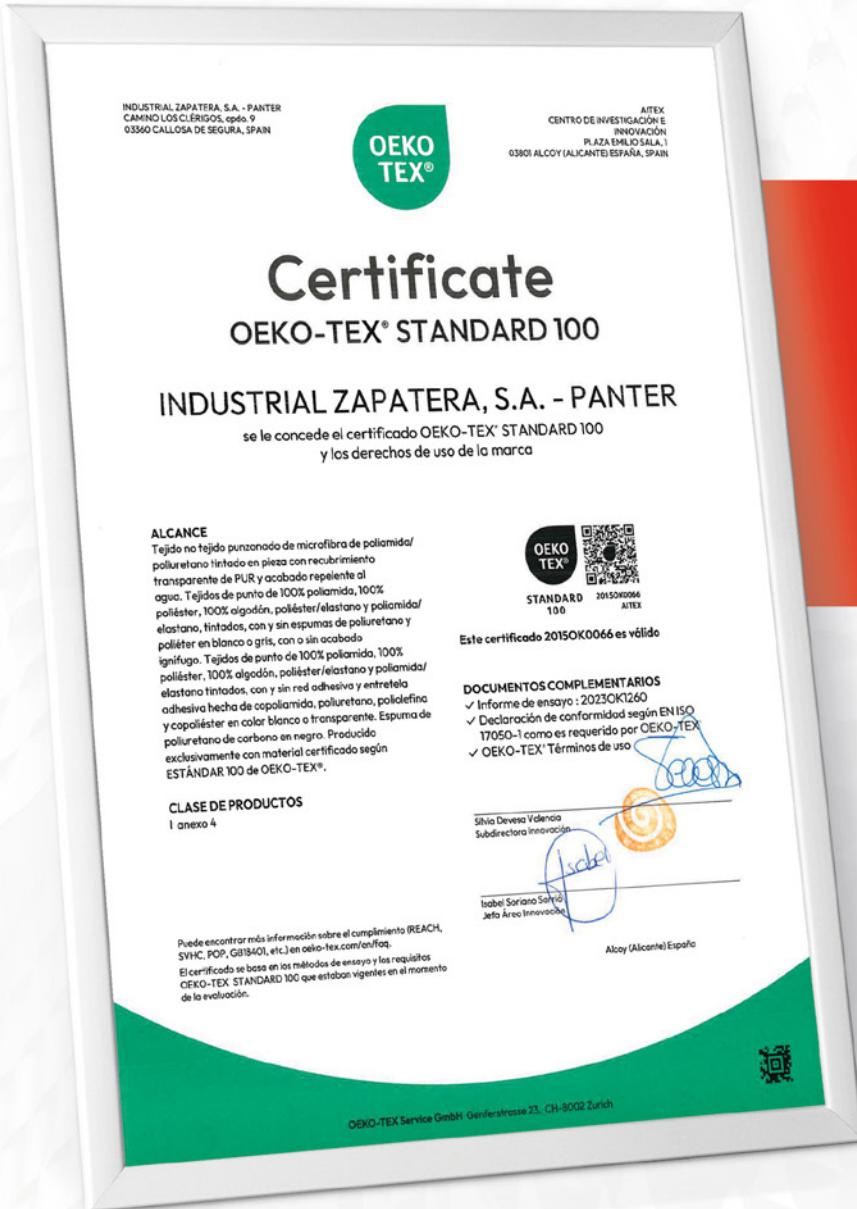 INDUSTRIAL ZAPATERA, S.A. - PANTER
CAMINO LOS CLÉRIGOS, apdo. 9
03360 CALLOSA DE SEGURA, SPAIN
OEKO
TEX®
AITEX
CENTRO DE INVESTIGACIÓN E
INNOVACIÓN
PLAZA EMILIO SALA, 1
03801 ALCOY (ALICANTE) ESPAÑA, SPAIN
Certificate
OEKO-TEX® STANDARD 100
INDUSTRIAL ZAPATERA, S.A. - PANTER
se le concede el certificado OEKO-TEX® STANDARD 100
y los derechos de uso de la marca
ALCANCE
Tejido no tejido punzonado de microfibra de poliamida/
poliuretano tintado en pieza con recubrimiento
transparente de PUR y acabado repelente al
agua. Tejidos de punto de 100% poliamida, 100%
poliéster, 100% algodón, poliéster/elastano y poliamida/
elastano, tintados, con y sin espumas de poliuretano y
poliéter en blanco o gris, con o sin acabado
ignífugo. Tejidos de punto de 100% poliamida, 100%
poliéster, 100% algodón, poliéster/elastano y poliamida/
elastano tintados, con y sin red adhesiva y entretela
adhesiva hecha de copoliamida, poliuretano, poliolefina
y copoliéster en color blanco o transparente. Espuma de
poliuretano de carbono en negro. Producido
exclusivamente con material certificado según
ESTÁNDAR 100 de OEKO-TEX®.
CLASE DE PRODUCTOS
1 anexo 4
OEKO
TEX®
STANDARD
100
2015OK0066
AITEX
Este certificado 2015OK0066 es válido
DOCUMENTOS COMPLEMENTARIOS
✓ Informe de ensayo : 2023OK1260
✓ Declaración de conformidad según EN ISO
17050-1 como es requerido por OEKO-TEX
✓ OEKO-TEX® Términos de uso
Silvia Devesa Valencia
Subdirectora Innovación
Isabel
Isabel Soriano Sarrió
Jefa Área Innovación
Alcoy (Alicante) España
Puede encontrar más información sobre el cumplimiento (REACH,
SVHC, POP, GB18401, etc.) en oeko-tex.com/en/faq.
El certificado se basa en los métodos de ensayo y los requisitos
OEKO-TEX STANDARD 100 que estaban vigentes en el momento
de la evaluación.
OEKO-TEX Service GmbH Genferstrasse 23, CH-8002 Zurich